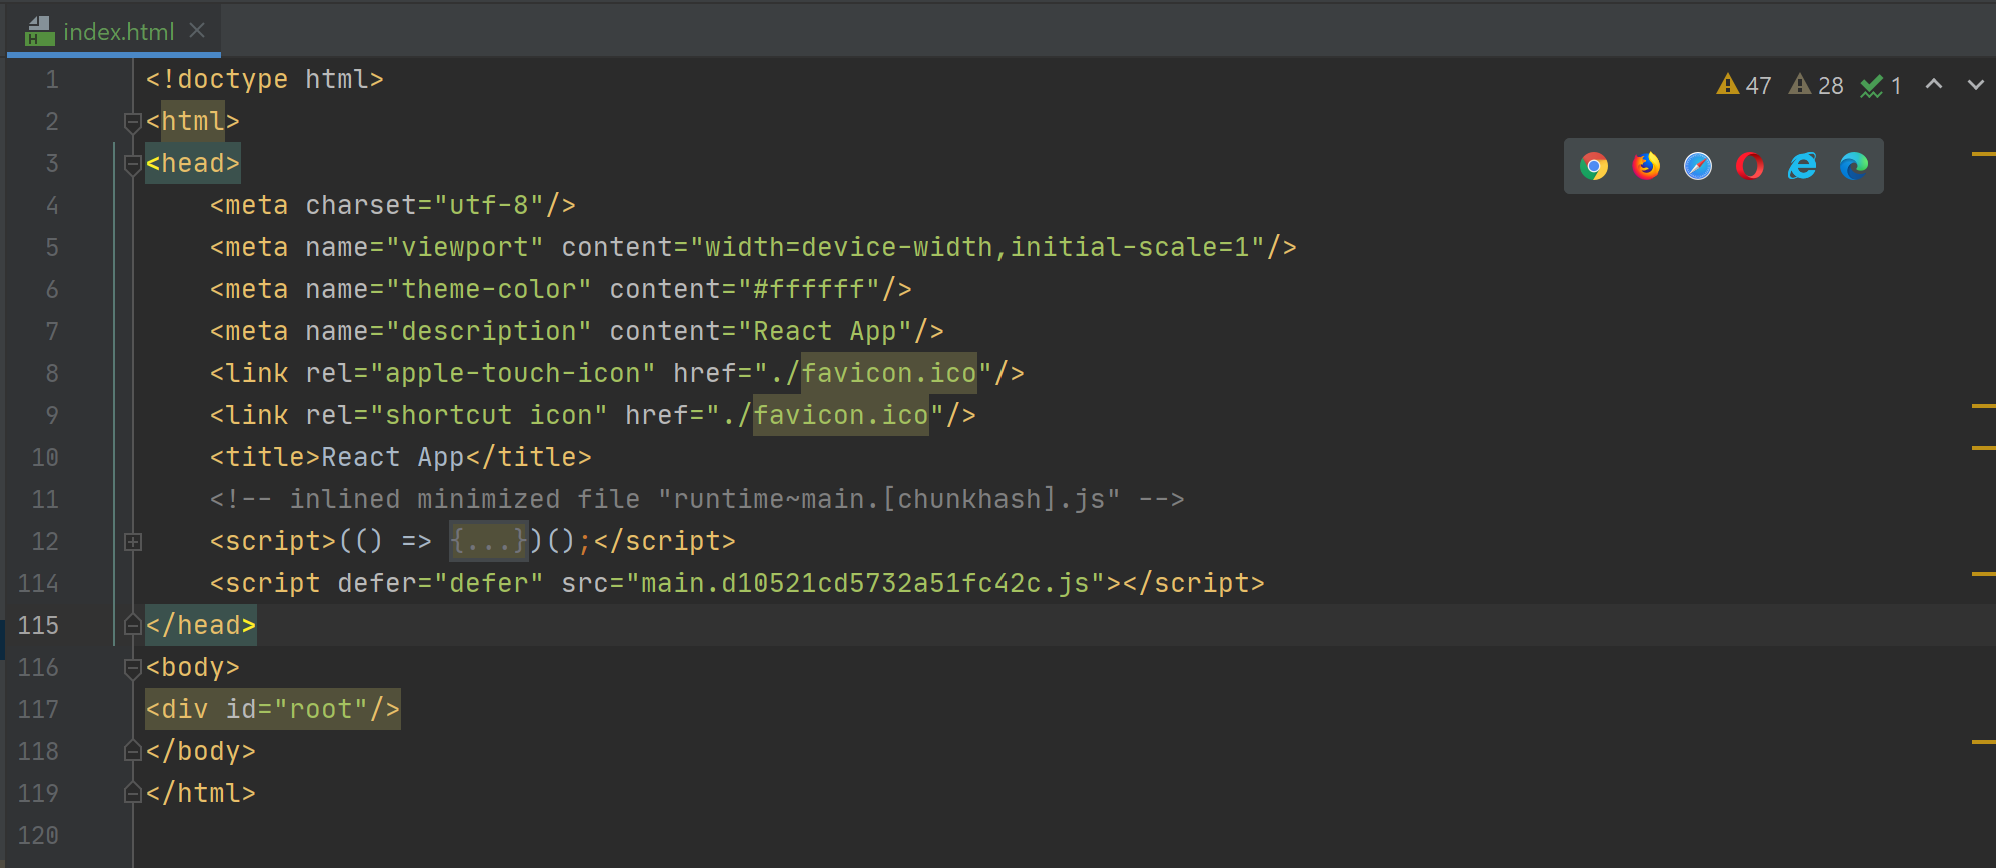 index.html
47 28 1
1 <!doctype html>
2 <html>
3 <head>
4     <meta charset="utf-8"/>
5     <meta name="viewport" content="width=device-width,initial-scale=1"/>
6     <meta name="theme-color" content="#ffffff"/>
7     <meta name="description" content="React App"/>
8     <link rel="apple-touch-icon" href="./favicon.ico"/>
9     <link rel="shortcut icon" href="./favicon.ico"/>
10     <title>React App</title>
11     <!-- inlined minimized file "runtime~main.[chunkhash].js" -->
12     <script>(() => {...})();</script>
114     <script defer="defer" src="main.d10521cd5732a51fc42c.js"></script>
115 </head>
116 <body>
117 <div id="root"/>
118 </body>
119 </html>
120